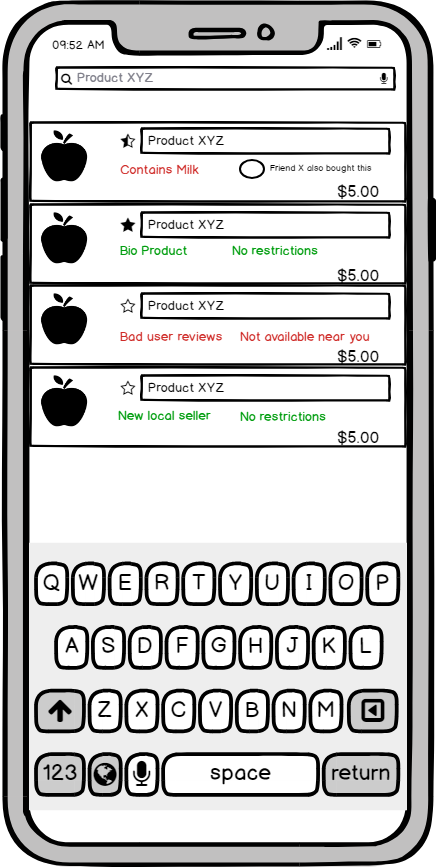 09:52 AM
Product XYZ
Product XYZ
Contains Milk Friend X also bought this
$5.00
Product XYZ
Bio Product No restrictions
$5.00
Product XYZ
Bad user reviews Not available near you
$5.00
Product XYZ
New local seller No restrictions
$5.00
Q W E R T Y U I O P
A S D F G H J K L
Z X C V B N M
123 space return